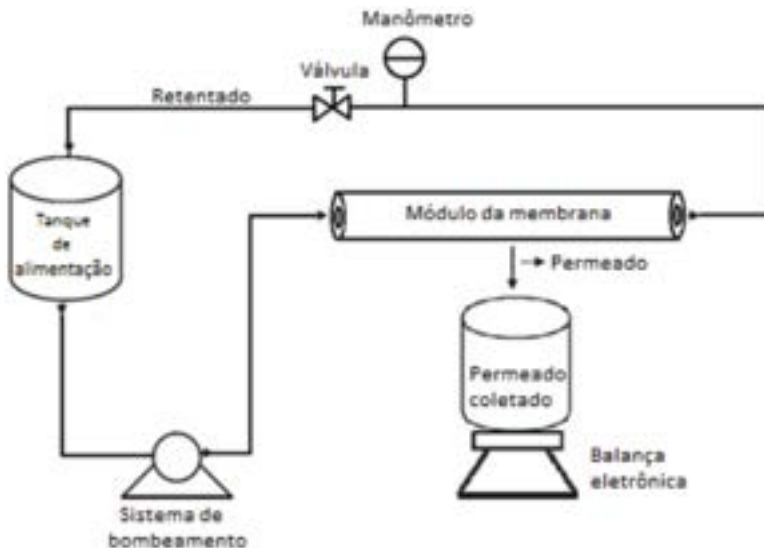 Manômetro
Válvula
Retentado
Tanque
de
alimentação
Módulo da membrana
Permeado
Permeado
coletado
Balança
eletrônica
Sistema de
bombeamento